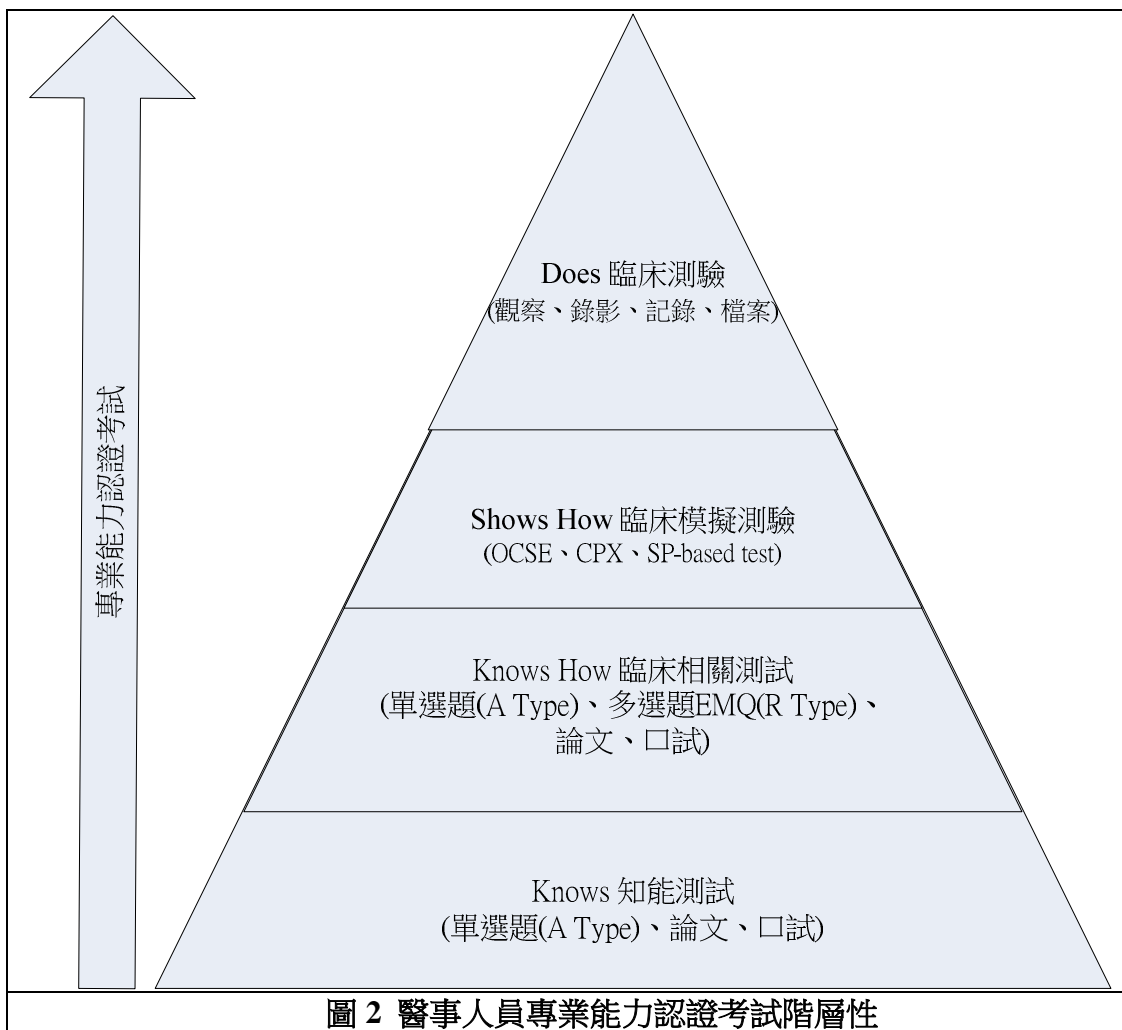 專業能力認證考試
Does 臨床測驗
(觀察、錄影、記錄、檔案)
Shows How 臨床模擬測驗
(OCSE、CPX、SP-based test)
Knows How 臨床相關測試
(單選題(A Type)、多選題EMQ(R Type)、
論文、口試)
Knows 知能測試
(單選題(A Type)、論文、口試)
圖 2 醫事人員專業能力認證考試階層性